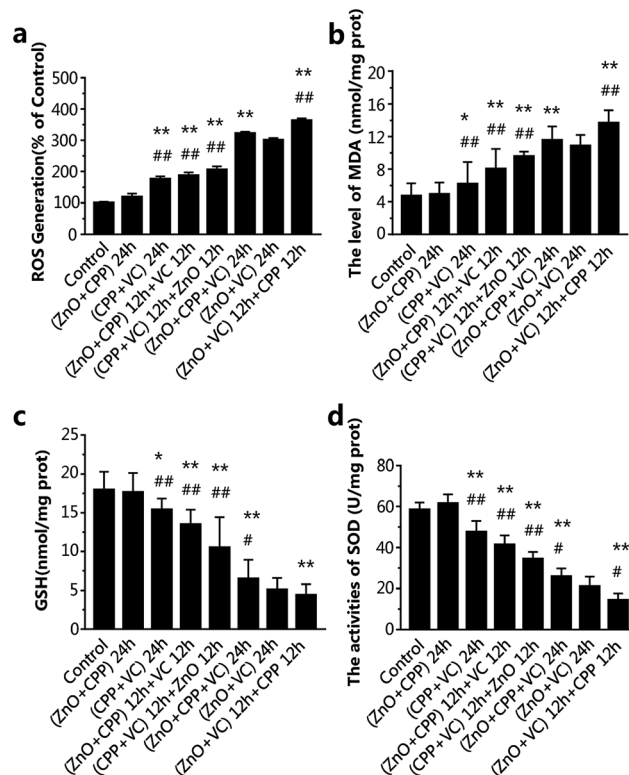 a
ROS Generation(% of Control)
500
400
300
200
100
0
**
##
**
##
**
##
**
**
##
Control
(ZnO+CPP) 24h
(CPP+VC) 24h
(ZnO+CPP) 12h+VC 12h
(CPP+VC) 12h+ZnO 12h
(ZnO+CPP+VC) 24h
(ZnO+VC) 24h
(ZnO+VC) 12h+CPP 12h
b
The level of MDA (nmol/mg prot)
20
16
12
8
4
0
*
##
**
##
**
##
**
**
##
Control
(ZnO+CPP) 24h
(CPP+VC) 24h
(ZnO+CPP) 12h+VC 12h
(CPP+VC) 12h+ZnO 12h
(ZnO+CPP+VC) 24h
(ZnO+VC) 24h
(ZnO+VC) 12h+CPP 12h
c
GSH(nmol/mg prot)
25
20
15
10
5
0
*
##
**
##
**
##
**
#
**
Control
(ZnO+CPP) 24h
(CPP+VC) 24h
(ZnO+CPP) 12h+VC 12h
(CPP+VC) 12h+ZnO 12h
(ZnO+CPP+VC) 24h
(ZnO+VC) 24h
(ZnO+VC) 12h+CPP 12h
d
The activities of SOD (U/mg prot)
80
60
40
20
0
**
##
**
##
**
##
**
#
**
#
Control
(ZnO+CPP) 24h
(CPP+VC) 24h
(ZnO+CPP) 12h+VC 12h
(CPP+VC) 12h+ZnO 12h
(ZnO+CPP+VC) 24h
(ZnO+VC) 24h
(ZnO+VC) 12h+CPP 12h